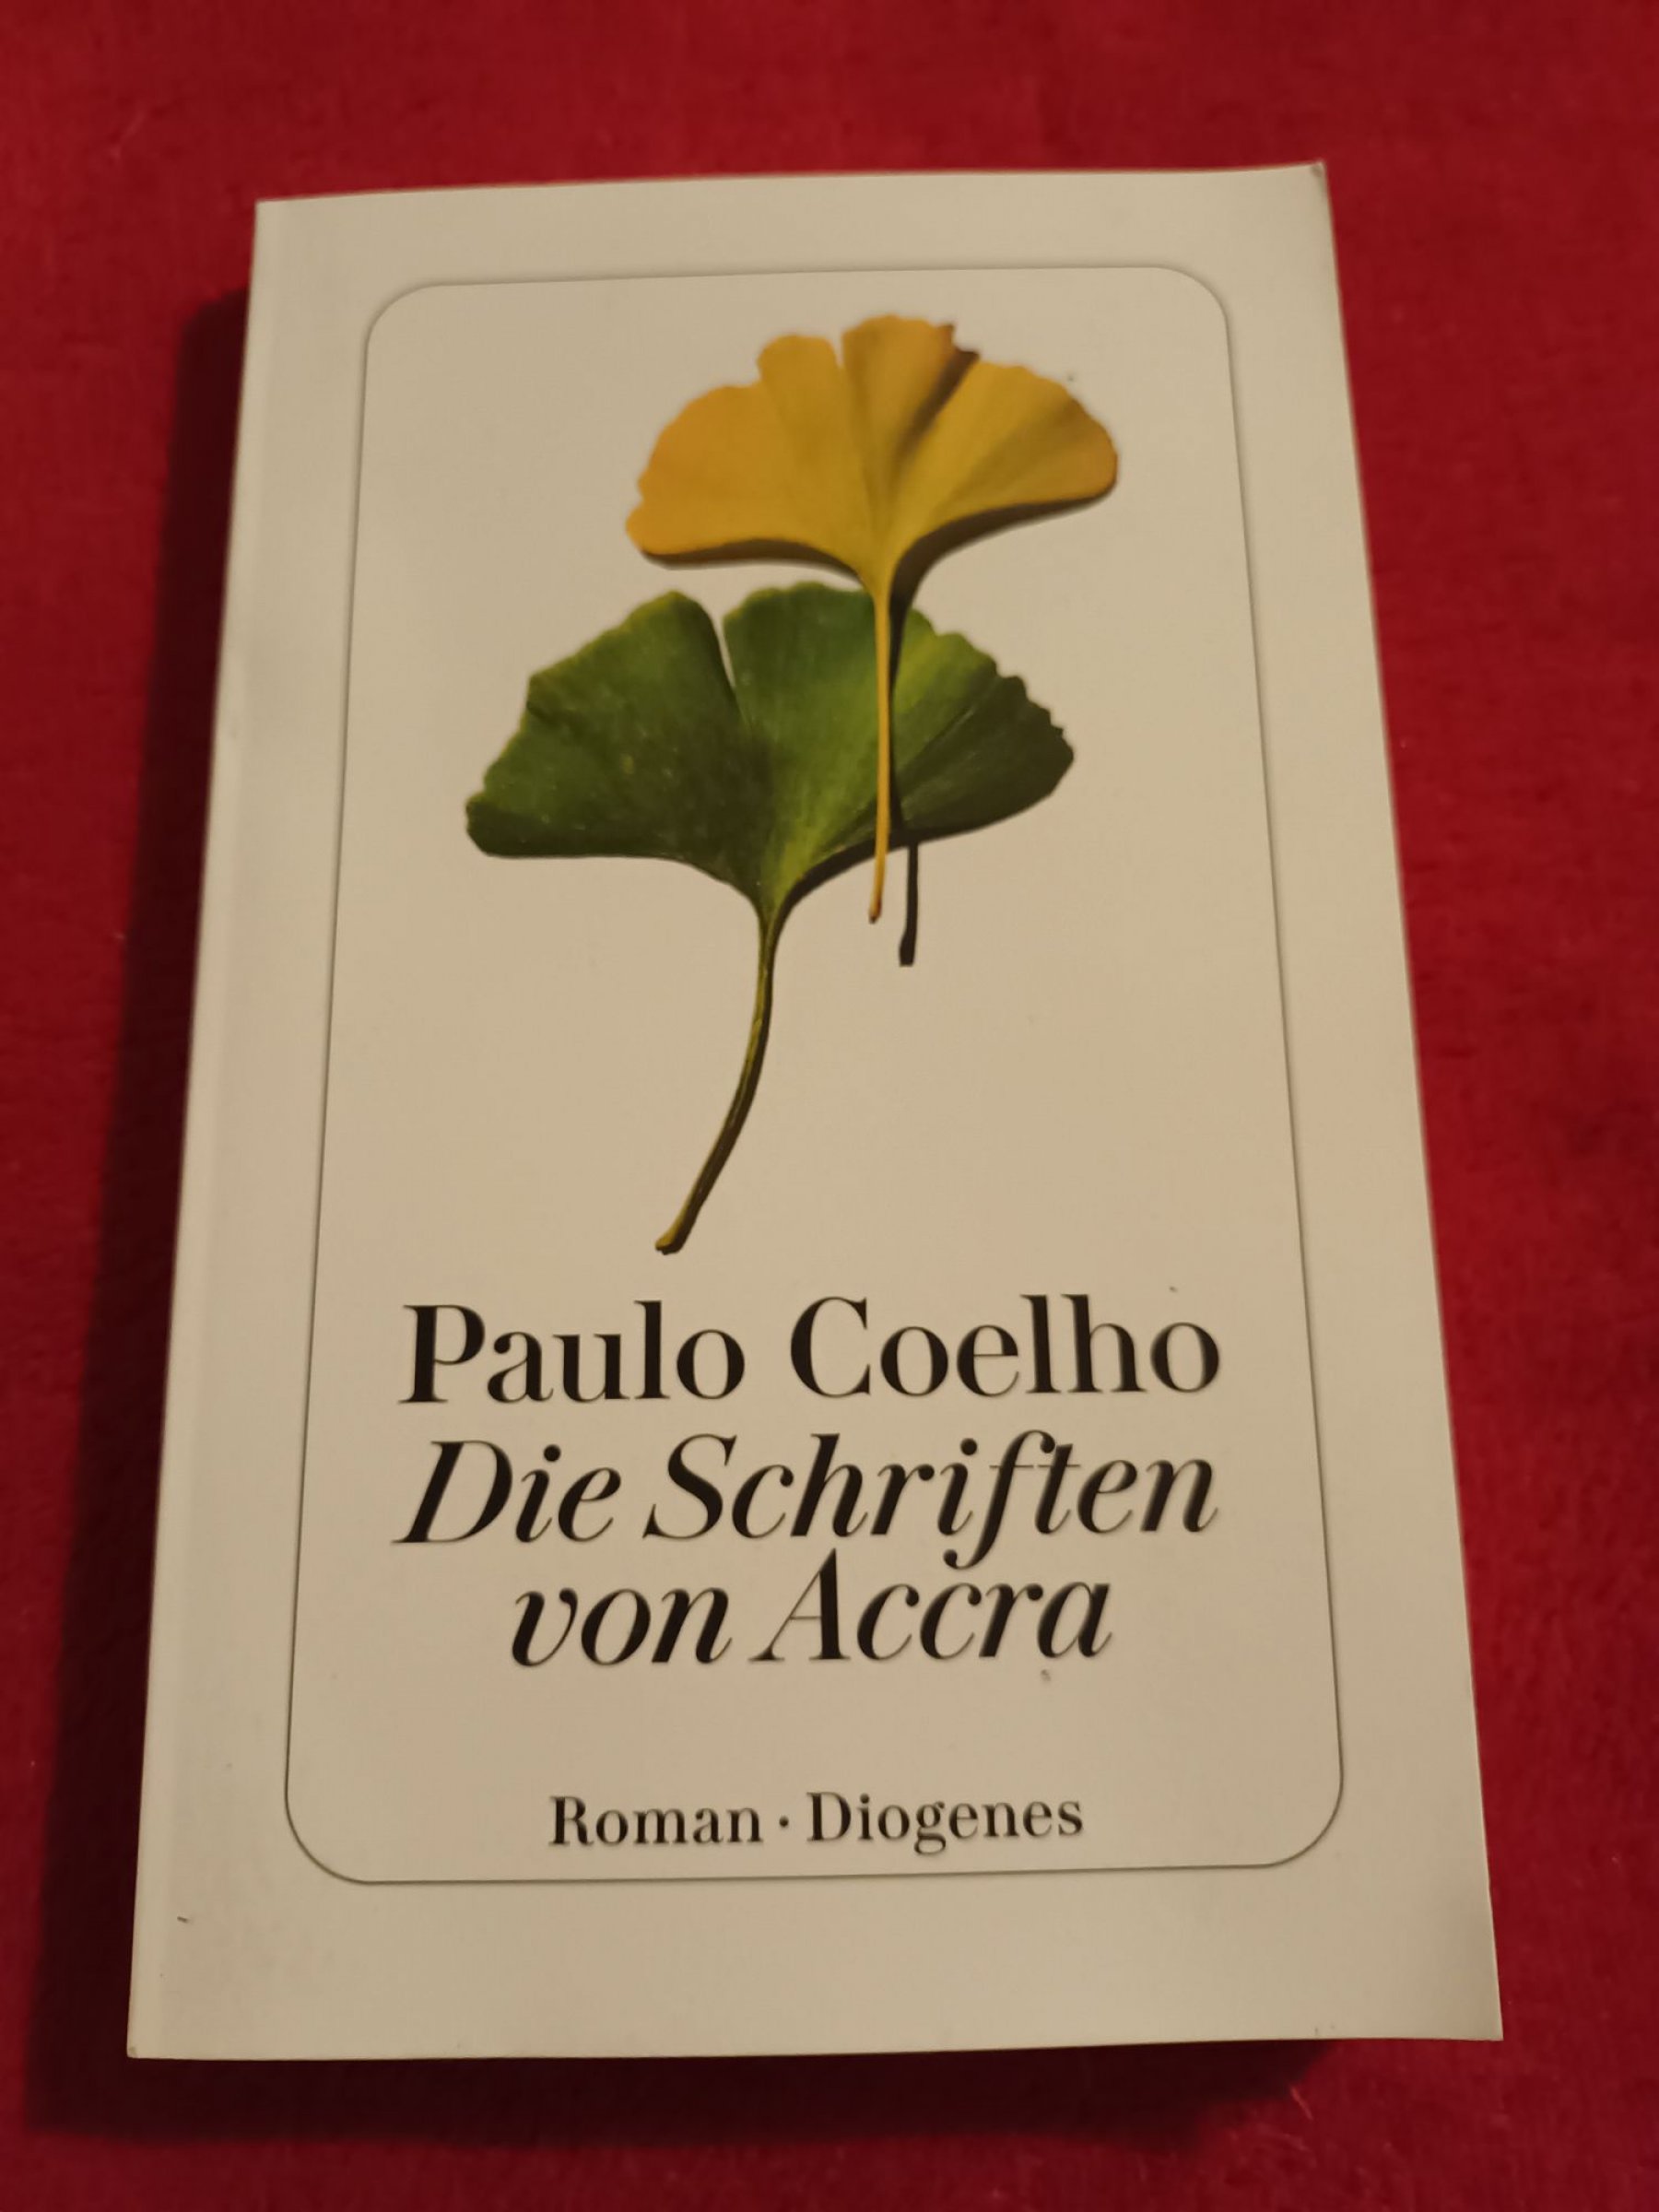 Paulo Coelho
Die Schriften
von Accra
Roman · Diogenes